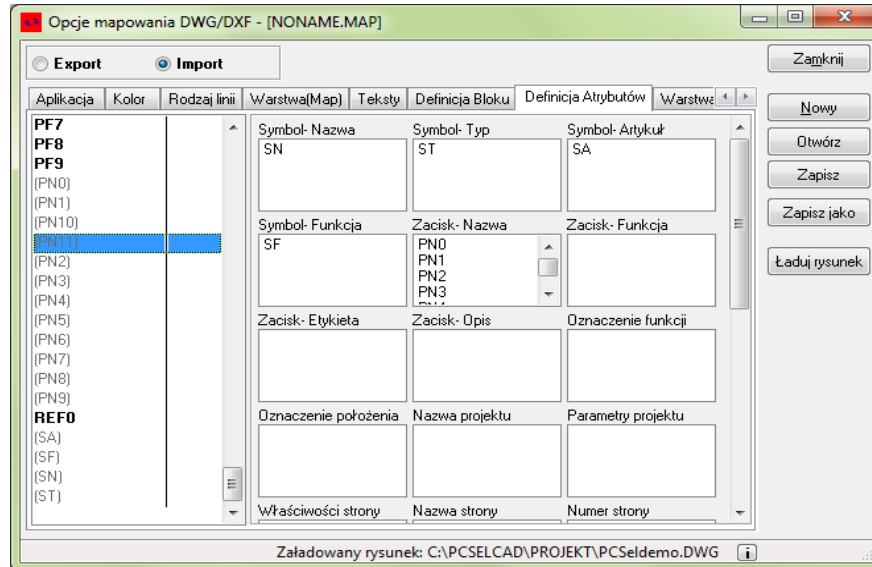 Opcje mapowania DWG/DXF - [NONAME.MAP]
Export Import
Zamknij
Aplikacja Kolor Rodzaj linii Warstwa(Map) Teksty Definicja Bloku Definicja Atrybutów
Nowy
Otwórz
Zapisz
Zapisz jako
Ładuj rysunek
PF7
PF8
PF9
(PN0)
(PN1)
(PN10)
(PN11)
(PN2)
(PN3)
(PN4)
(PN5)
(PN6)
(PN7)
(PN8)
(PN9)
REF0
(SA)
(SF)
(SN)
(ST)
Symbol- Nazwa Symbol- Typ Symbol- Artykuł
SN ST SA
Symbol- Funkcja Zacisk- Nazwa Zacisk- Funkcja
SF PN0
PN1
PN2
PN3
Zacisk- Etykieta Zacisk- Opis Oznaczenie funkcji
Oznaczenie położenia Nazwa projektu Parametry projektu
Właściwości strony Nazwa strony Numer strony
Załadowany rysunek: C:\PCSELCAD\PROJEKT\PCSeldemo.DWG